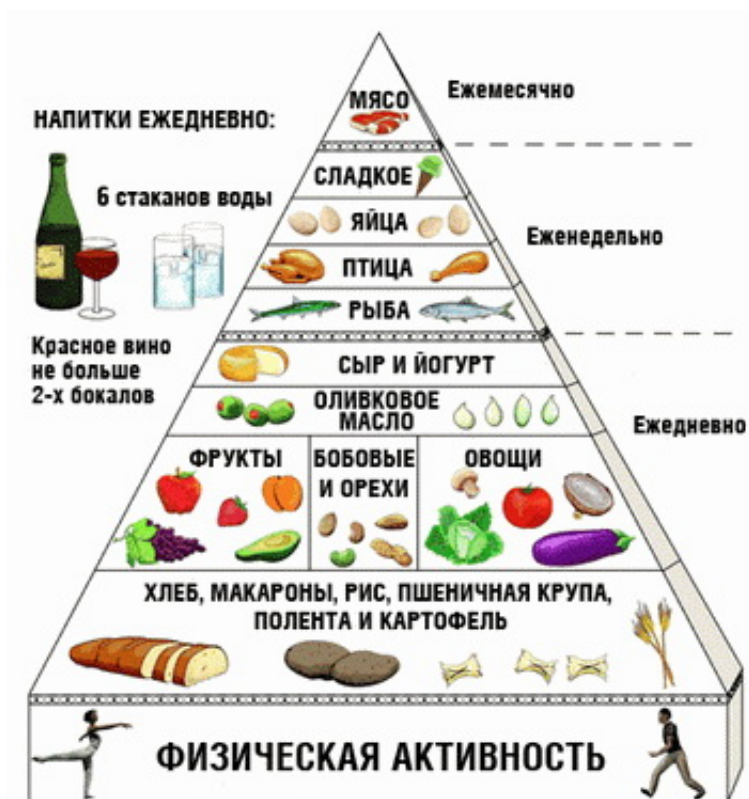 МЯСО
Ежемесячно
НАПИТКИ ЕЖЕДНЕВНО:
6 стаканов воды
Красное вино
не больше
2-х бокалов
СЛАДКОЕ
ЯЙЦА
Еженедельно
ПТИЦА
РЫБА
СЫР И ЙОГУРТ
ОЛИВКОВОЕ
МАСЛО
Ежедневно
ФРУКТЫ
БОБОВЫЕ
И ОРЕХИ
ОВОЩИ
ХЛЕБ, МАКАРОНЫ, РИС, ПШЕНИЧНАЯ КРУПА,
ПОЛЕНТА И КАРТОФЕЛЬ
ФИЗИЧЕСКАЯ АКТИВНОСТЬ